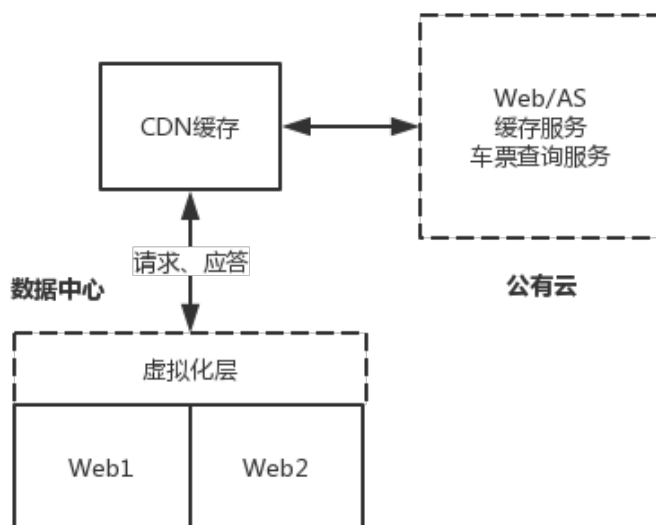 CDN缓存
Web/AS
缓存服务
车票查询服务
请求、应答
数据中心
公有云
虚拟化层
Web1
Web2